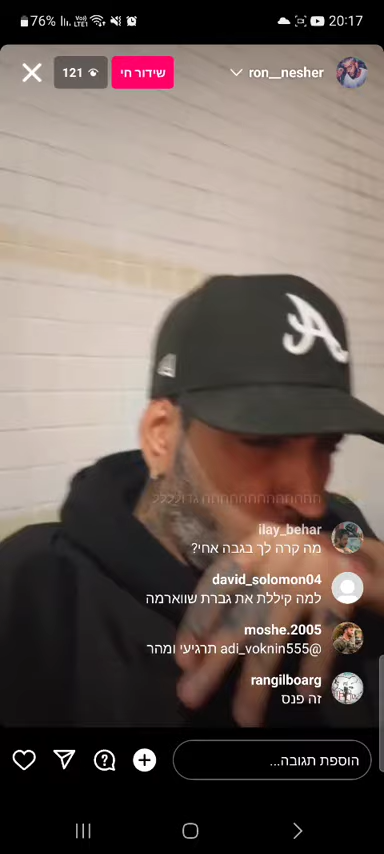 76%
20:17
121
שידור חי
ron__nesher
גדוללללל
ilay_behar
מה קרה לך בגבה אחי?
david_solomon04
למה קיללת את גברת שווארמה
moshe.2005
@adi_voknin555 תרגיעי ומהר
rangilboarg
זה פנס
הוספת תגובה...